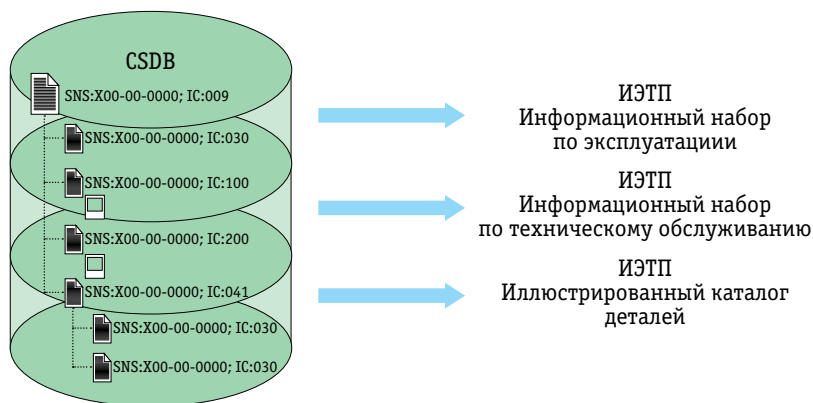 CSDB
SNS:X00-00-0000; IC:009
SNS:X00-00-0000; IC:030
SNS:X00-00-0000; IC:100
SNS:X00-00-0000; IC:200
SNS:X00-00-0000; IC:041
SNS:X00-00-0000; IC:030
SNS:X00-00-0000; IC:030
ИЭТП
Информационный набор
по эксплуатациии
ИЭТП
Информационный набор
по техническому обслуживанию
ИЭТП
Иллюстрированный каталог
деталей